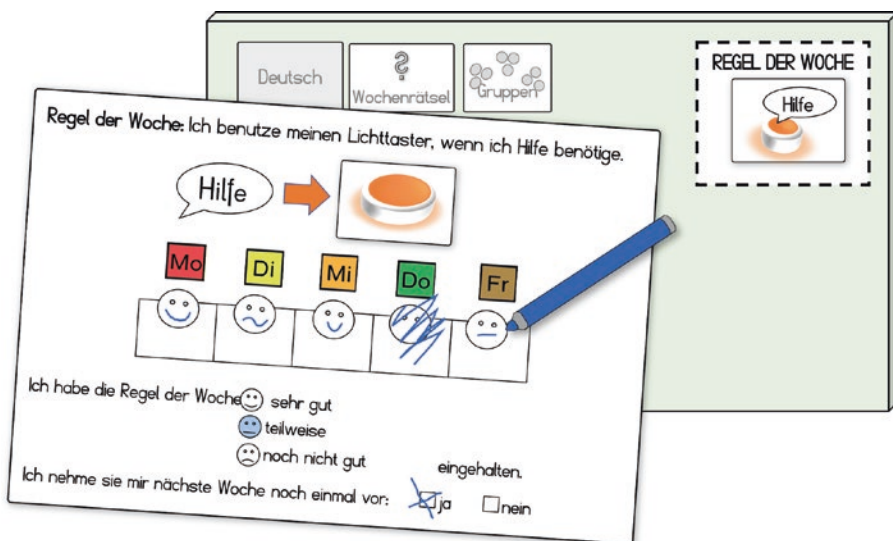 Deutsch
?
Wochenrätsel
Gruppen
REGEL DER WOCHE
Hilfe
Regel der Woche: Ich benutze meinen Lichttaster, wenn ich Hilfe benötige.
Hilfe
Mo Di Mi Do Fr
Ich habe die Regel der Woche sehr gut
teilweise
noch nicht gut eingehalten.
Ich nehme sie mir nächste Woche noch einmal vor: ja nein